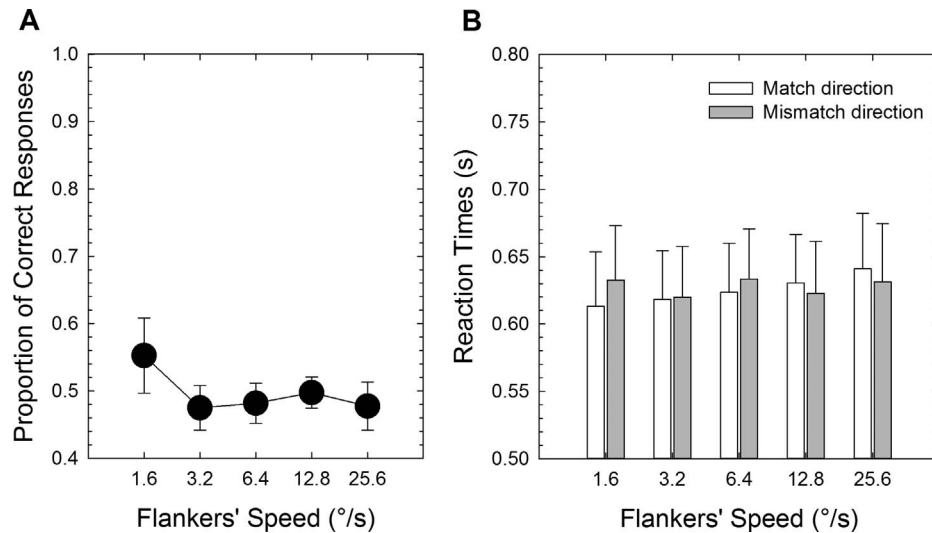 A
Proportion of Correct Responses
1.0
0.9
0.8
0.7
0.6
0.5
0.4
1.6 3.2 6.4 12.8 25.6
Flankers' Speed (°/s)
B
Reaction Times (s)
0.80
0.75
0.70
0.65
0.60
0.55
0.50
Match direction
Mismatch direction
1.6 3.2 6.4 12.8 25.6
Flankers' Speed (°/s)